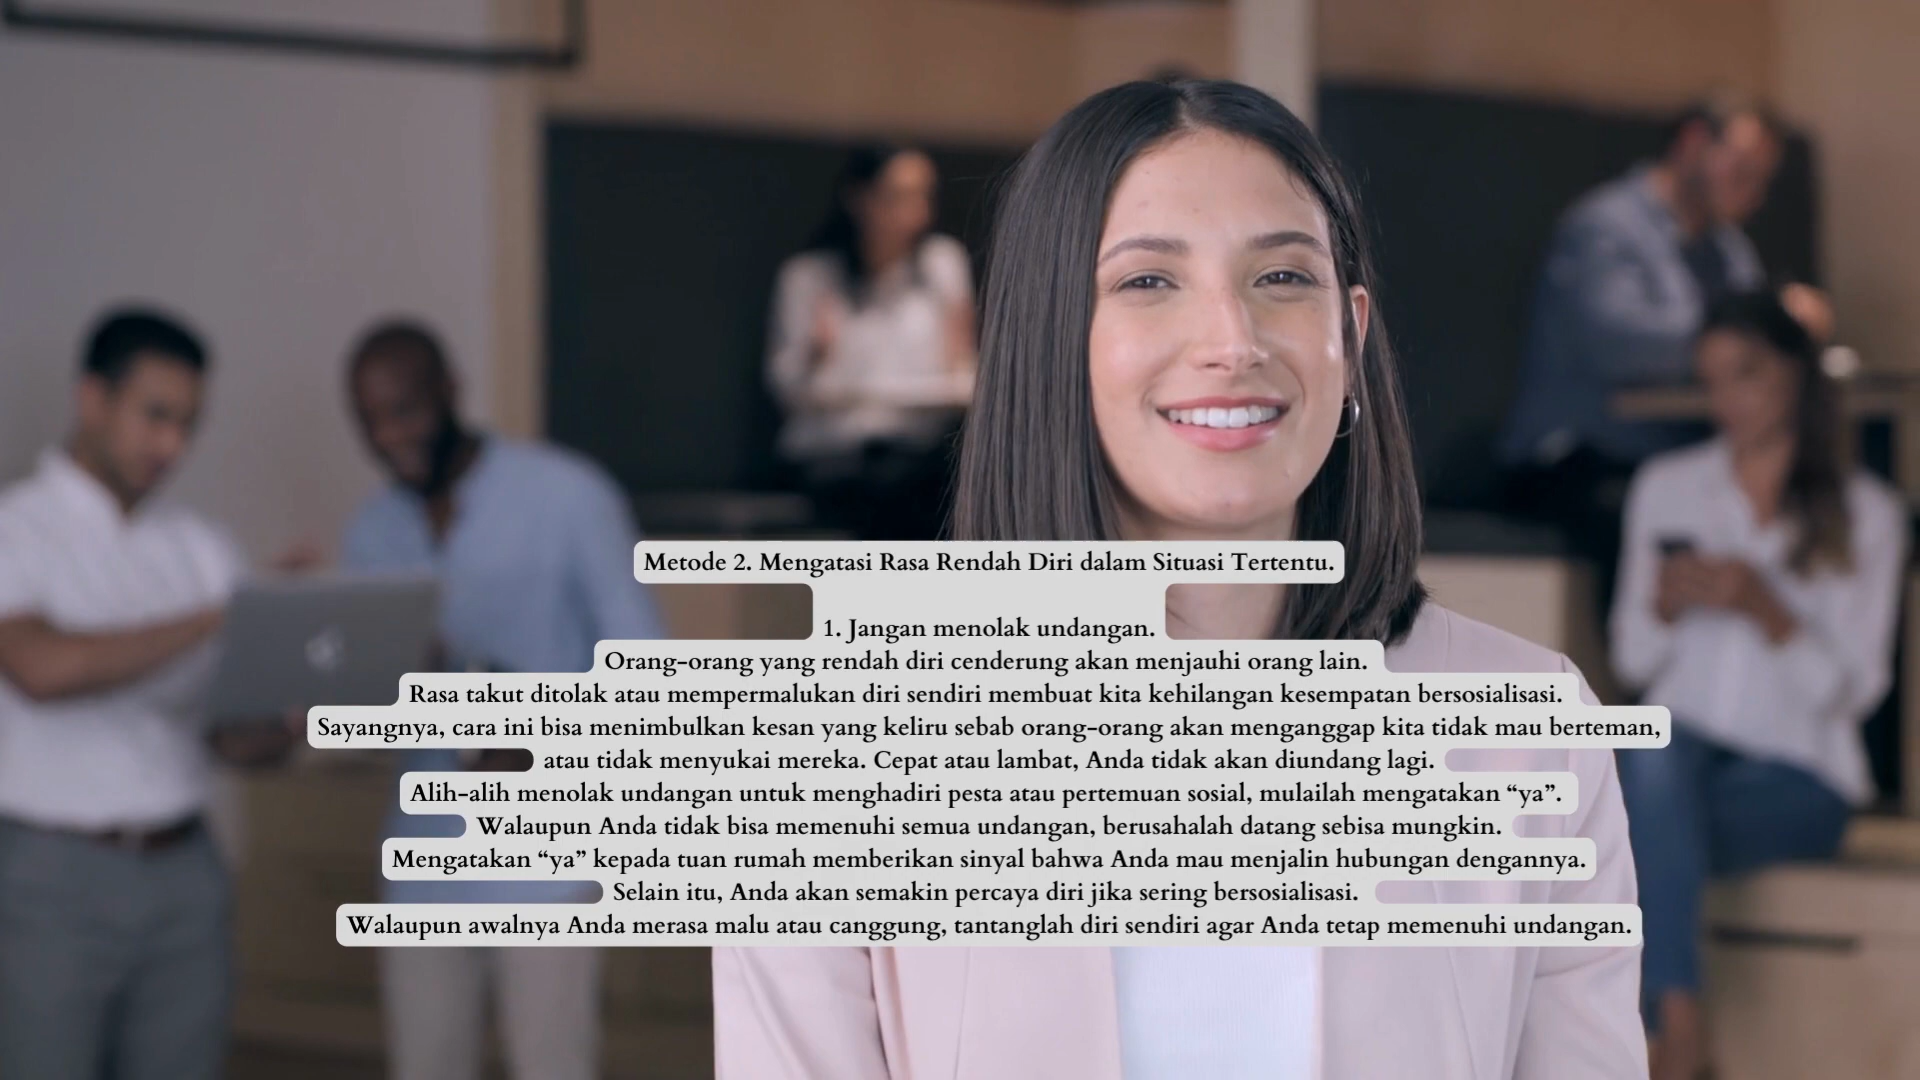 Metode 2. Mengatasi Rasa Rendah Diri dalam Situasi Tertentu.
1. Jangan menolak undangan.
Orang-orang yang rendah diri cenderung akan menjauhi orang lain.
Rasa takut ditolak atau mempermalukan diri sendiri membuat kita kehilangan kesempatan bersosialisasi.
Sayangnya, cara ini bisa menimbulkan kesan yang keliru sebab orang-orang akan menganggap kita tidak mau berteman,
atau tidak menyukai mereka. Cepat atau lambat, Anda tidak akan diundang lagi.
Alih-alih menolak undangan untuk menghadiri pesta atau pertemuan sosial, mulailah mengatakan “ya”.
Walaupun Anda tidak bisa memenuhi semua undangan, berusahalah datang sebisa mungkin.
Mengatakan “ya” kepada tuan rumah memberikan sinyal bahwa Anda mau menjalin hubungan dengannya.
Selain itu, Anda akan semakin percaya diri jika sering bersosialisasi.
Walaupun awalnya Anda merasa malu atau canggung, tantanglah diri sendiri agar Anda tetap memenuhi undangan.